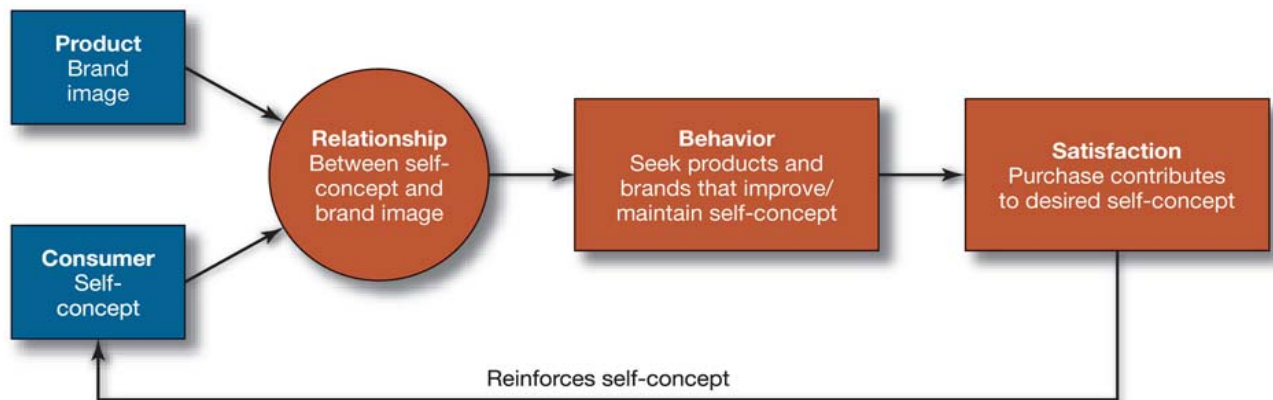 Product
Brand
image
Relationship
Between self-
concept and
brand image
Behavior
Seek products and
brands that improve/
maintain self-concept
Satisfaction
Purchase contributes
to desired self-concept
Consumer
Self-
concept
Reinforces self-concept